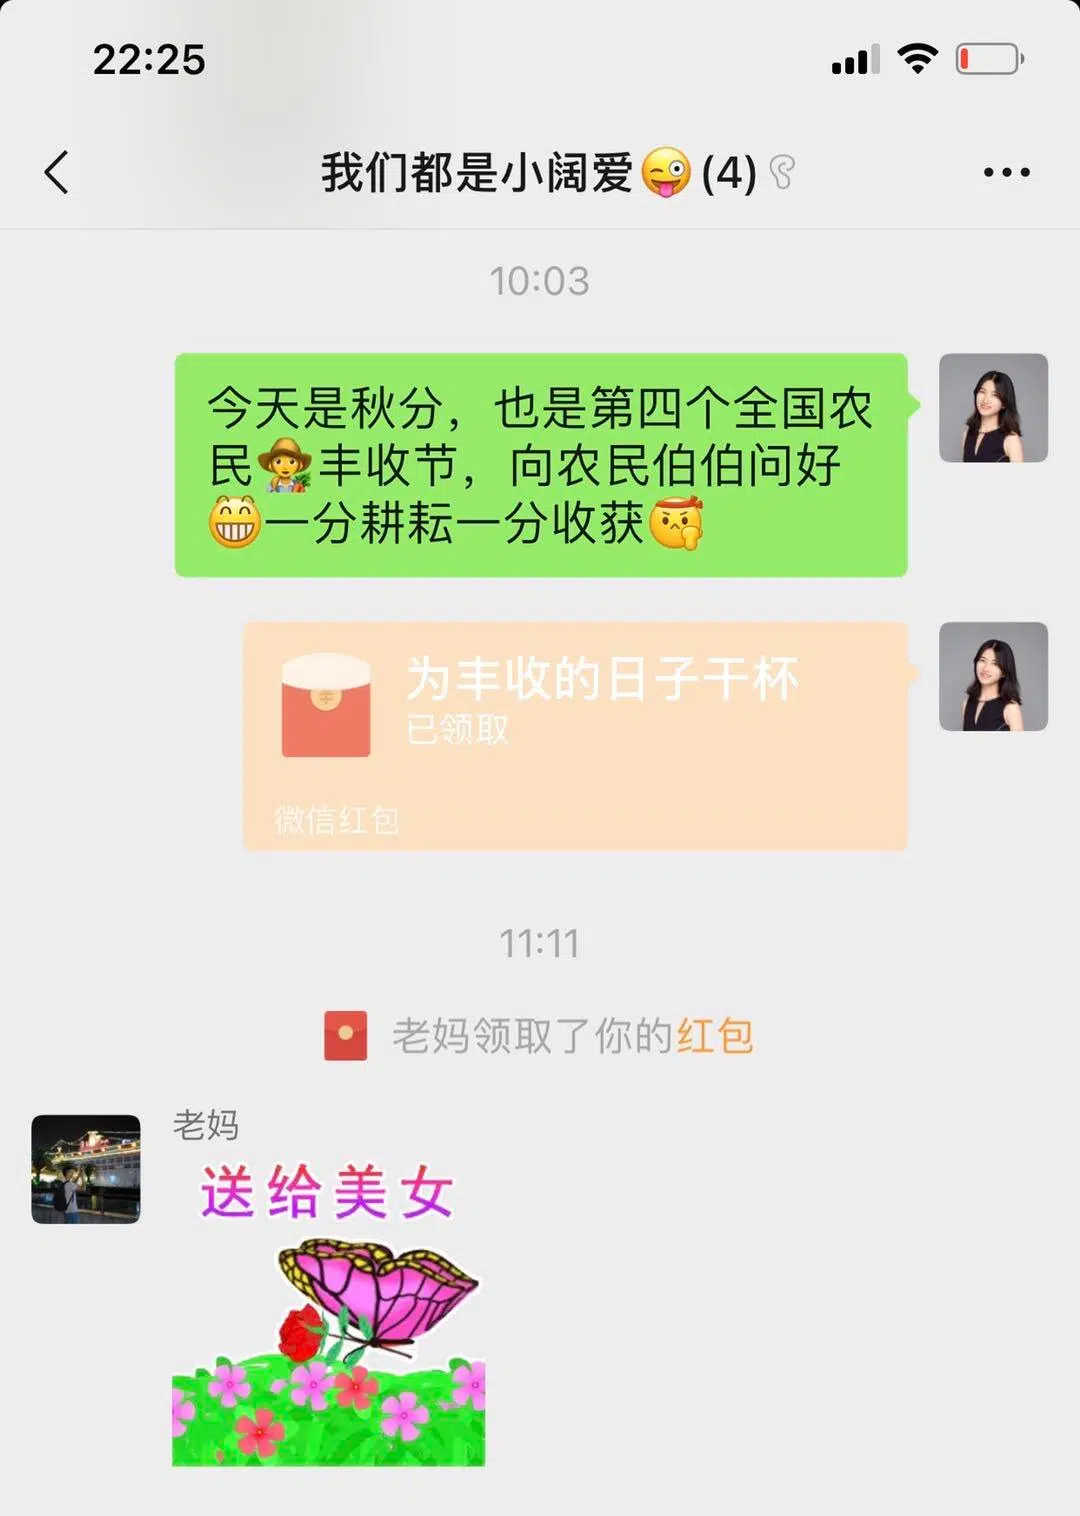 22:25
我们都是小阔爱😜(4)
10:03
今天是秋分，也是第四个全国农
民👩‍🌾丰收节，向农民伯伯问好
😁一分耕耘一分收获
为丰收的日子干杯
已领取
微信红包
11:11
老妈领取了你的红包
老妈
送给美女